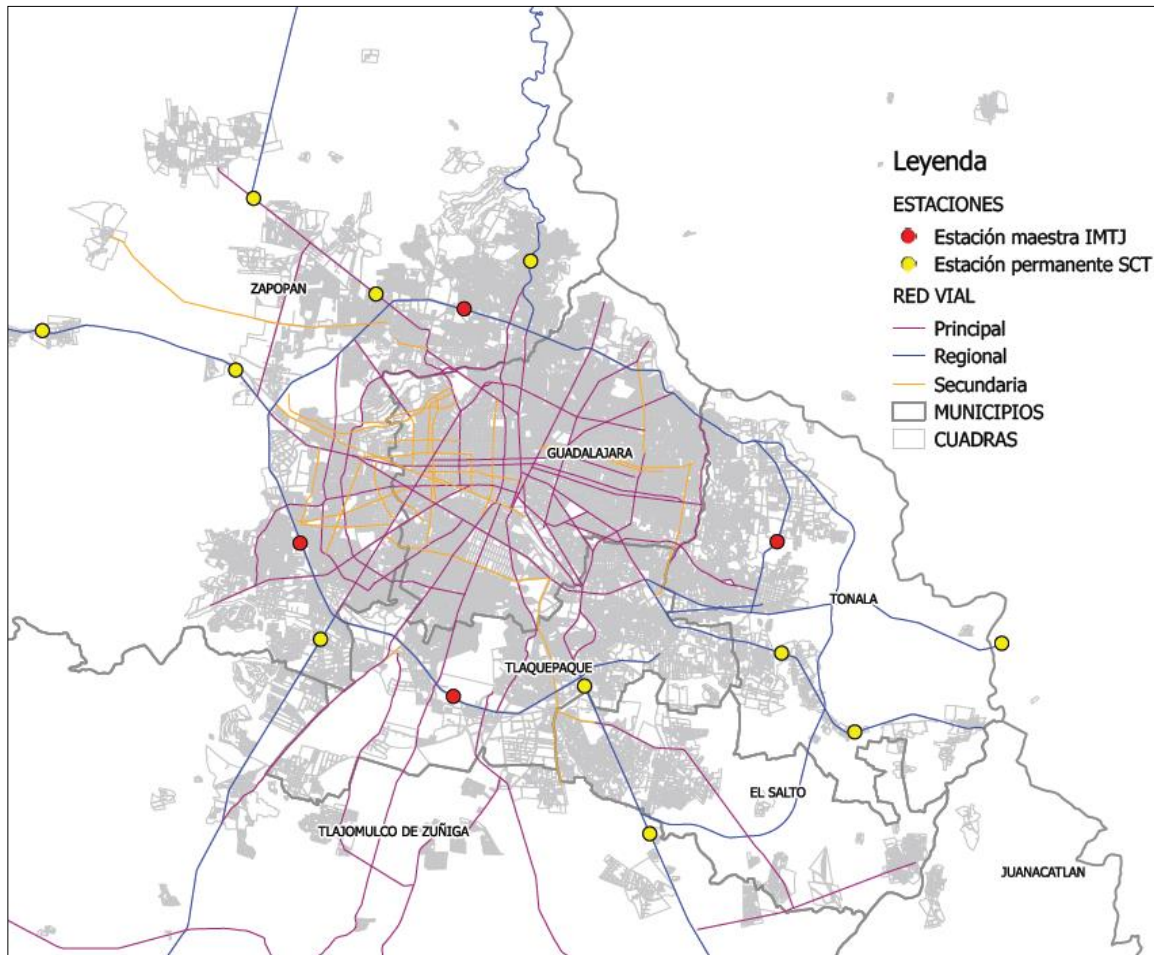 Leyenda
ESTACIONES
Estación maestra IMTJ
Estación permanente SCT
RED VIAL
Principal
Regional
Secundaria
MUNICIPIOS
CUADRAS
ZAPOPAN
GUADALAJARA
TONALA
TLAQUEPAQUE
EL SALTO
TLAJOMULCO DE ZUÑIGA
JUANACATLAN